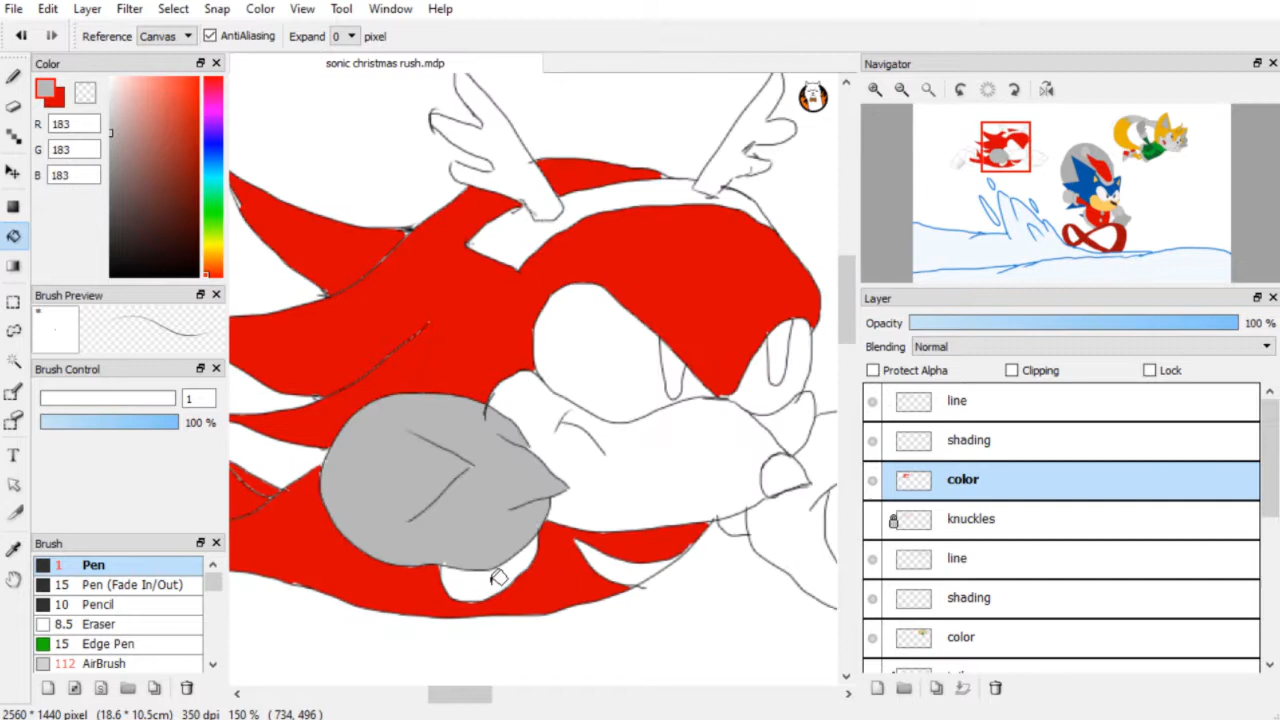 File Edit Layer Filter Select Snap Color View Tool Window Help
Reference Canvas AntiAliasing Expand 0 pixel
Color
sonic christmas rush.mdp
Navigator
R 183
G 183
B 183
Brush Preview
Layer
Opacity 100 %
Blending Normal
Protect Alpha Clipping Lock
Brush Control
1
100 %
line
shading
color
knuckles
line
shading
color
Brush
1 Pen
15 Pen (Fade In/Out)
10 Pencil
8.5 Eraser
15 Edge Pen
112 AirBrush
2560 * 1440 pixel (18.6 * 10.5cm) 350 dpi 150 % ( 734, 496 )